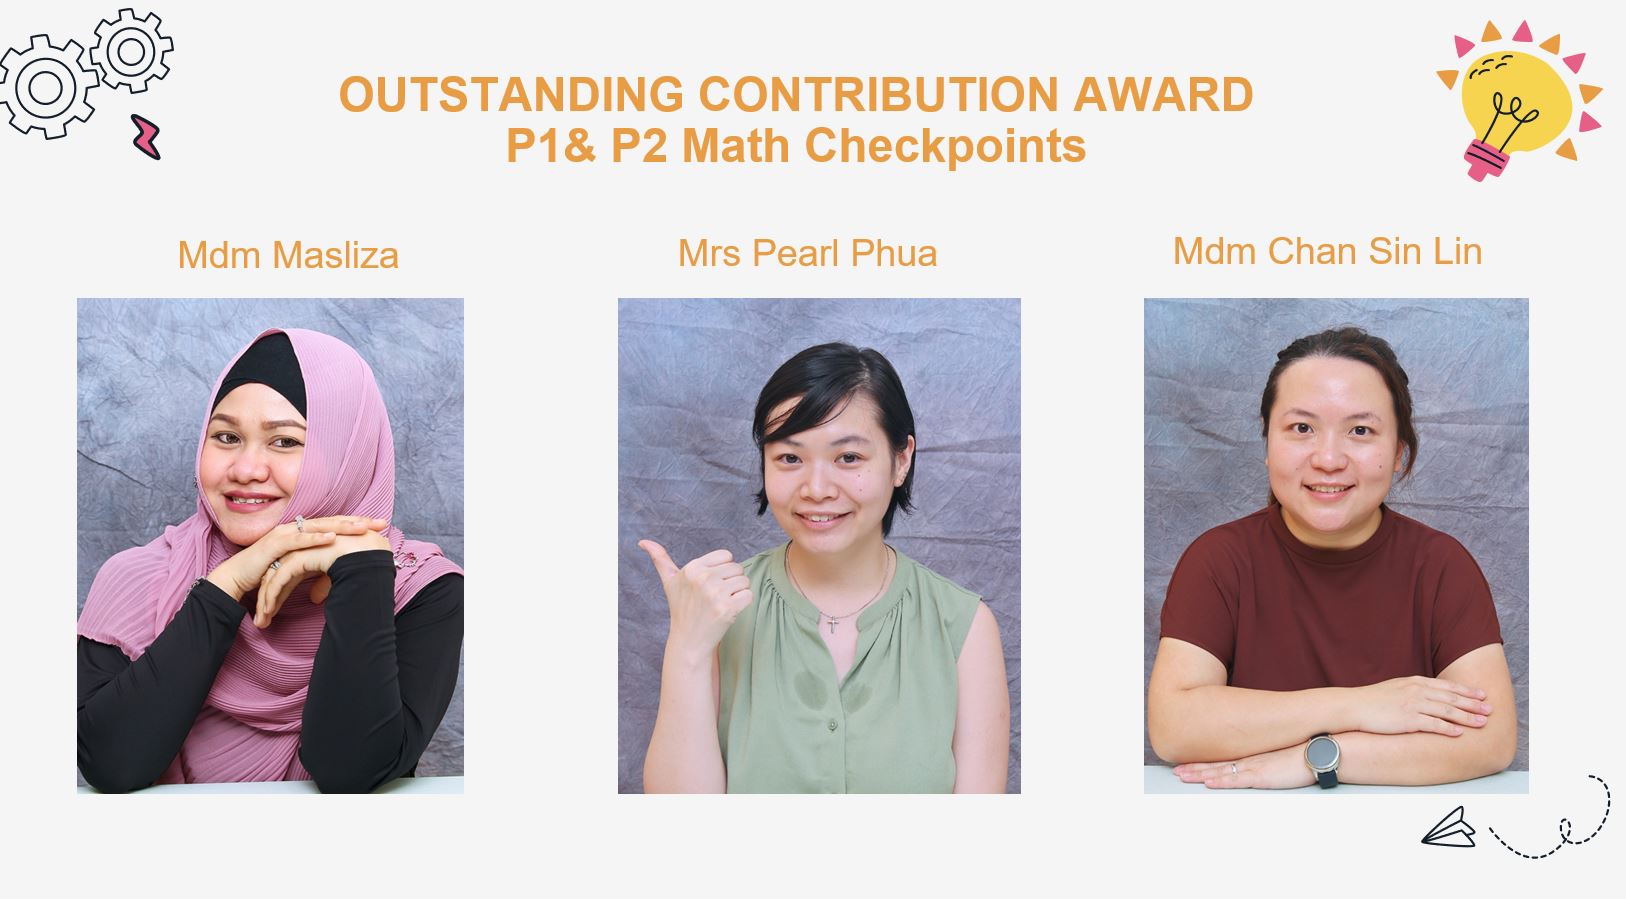 OUTSTANDING CONTRIBUTION AWARD
P1& P2 Math Checkpoints
Mdm Masliza
Mrs Pearl Phua
Mdm Chan Sin Lin